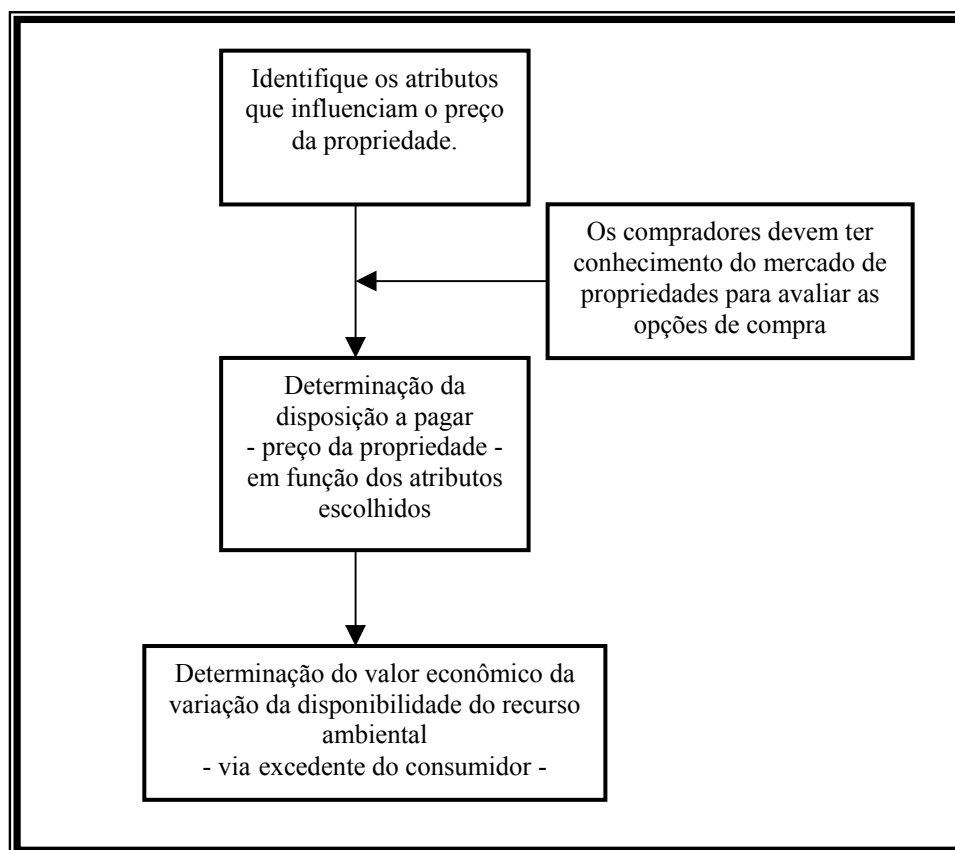 Identifique os atributos
que influenciam o preço
da propriedade.
Os compradores devem ter
conhecimento do mercado de
propriedades para avaliar as
opções de compra
Determinação da
disposição a pagar
- preço da propriedade -
em função dos atributos
escolhidos
Determinação do valor econômico da
variação da disponibilidade do recurso
ambiental
- via excedente do consumidor -